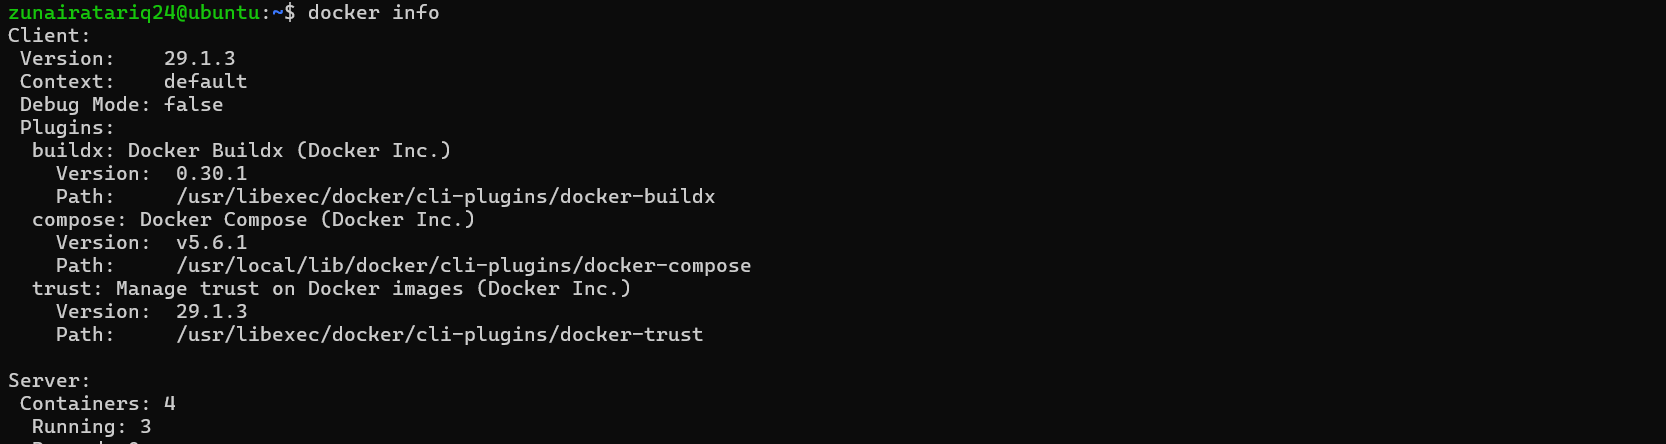 zunairatariq24@ubuntu:~$ docker info
Client:
 Version:    29.1.3
 Context:    default
 Debug Mode: false
 Plugins:
  buildx: Docker Buildx (Docker Inc.)
    Version:  0.30.1
    Path:     /usr/libexec/docker/cli-plugins/docker-buildx
  compose: Docker Compose (Docker Inc.)
    Version:  v5.6.1
    Path:     /usr/local/lib/docker/cli-plugins/docker-compose
  trust: Manage trust on Docker images (Docker Inc.)
    Version:  29.1.3
    Path:     /usr/libexec/docker/cli-plugins/docker-trust

Server:
 Containers: 4
  Running: 3